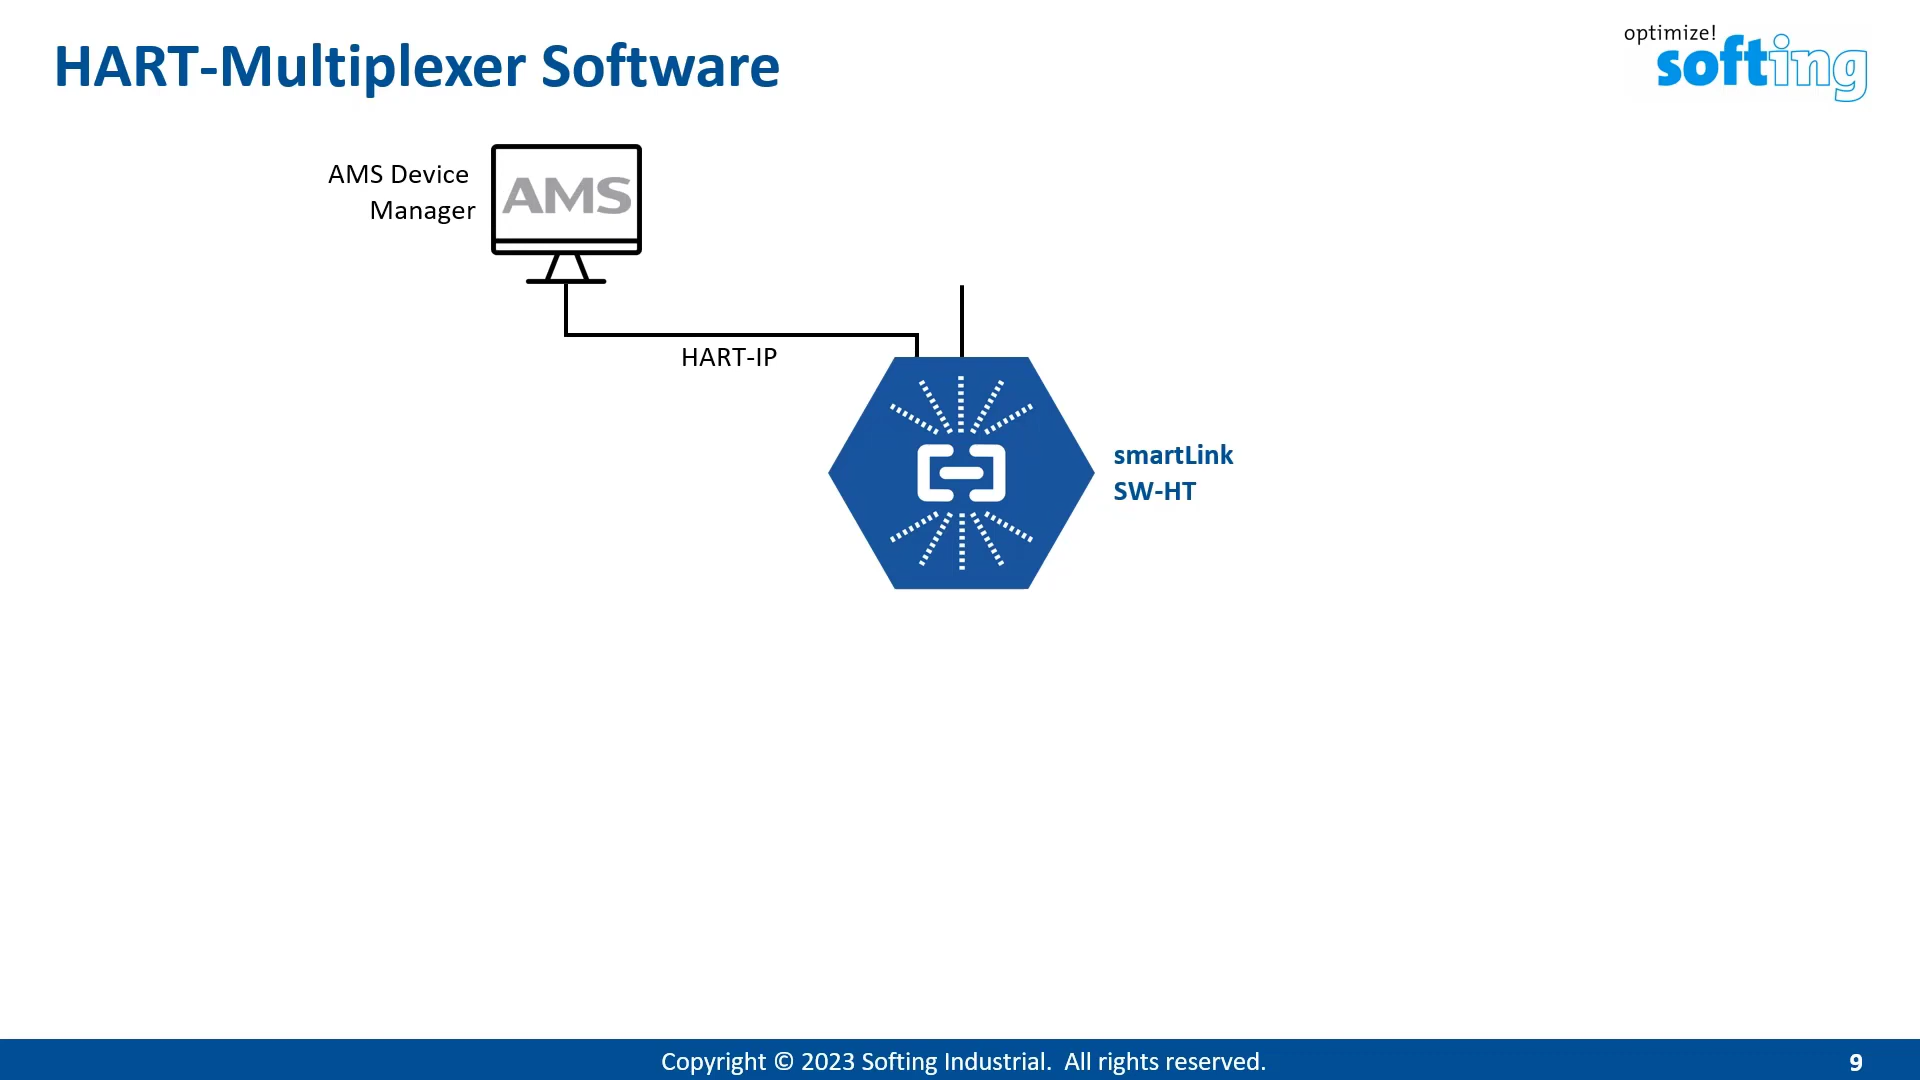 HART-Multiplexer Software
optimize!
softing
AMS Device
Manager
AMS
HART-IP
smartLink
SW-HT
Copyright © 2023 Softing Industrial.  All rights reserved.
9